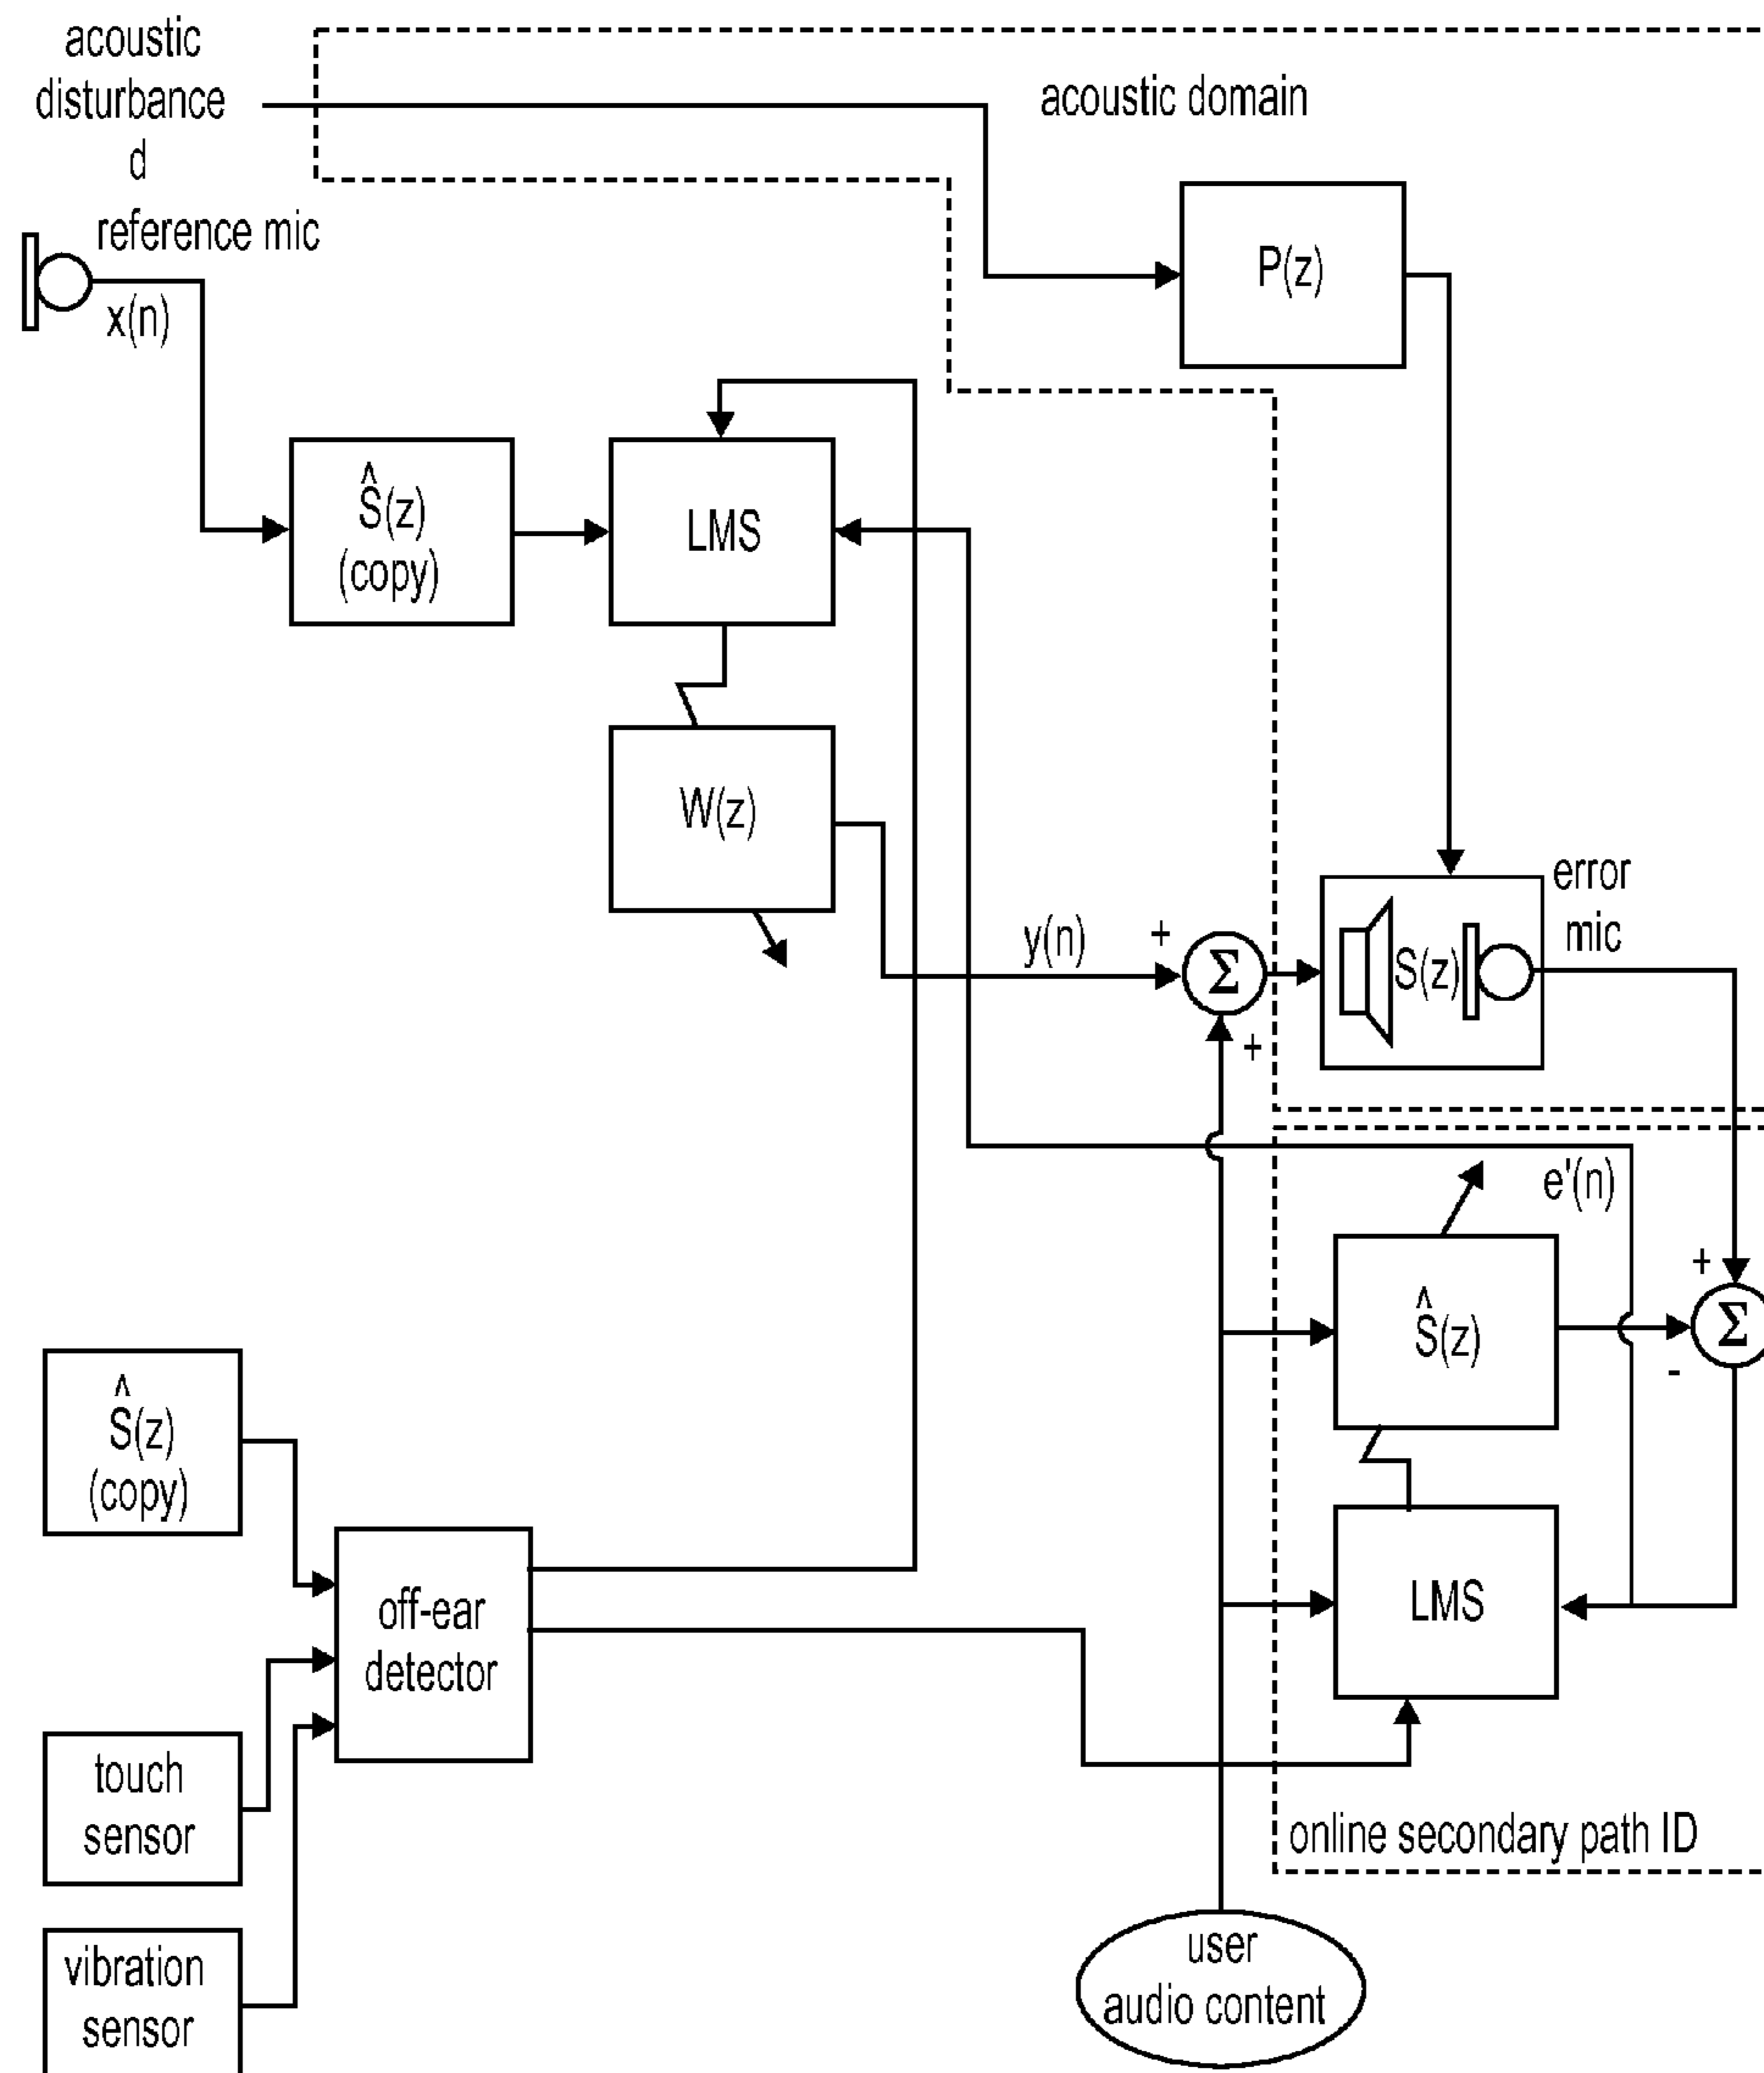 acoustic
disturbance
d
acoustic domain
reference mic
x(n)
P(z)
Ŝ(z)
(copy)
LMS
W(z)
y(n)
+
Σ
+
S(z)
error
mic
e'(n)
+
Σ
-
Ŝ(z)
Ŝ(z)
(copy)
off-ear
detector
LMS
touch
sensor
online secondary path ID
vibration
sensor
user
audio content